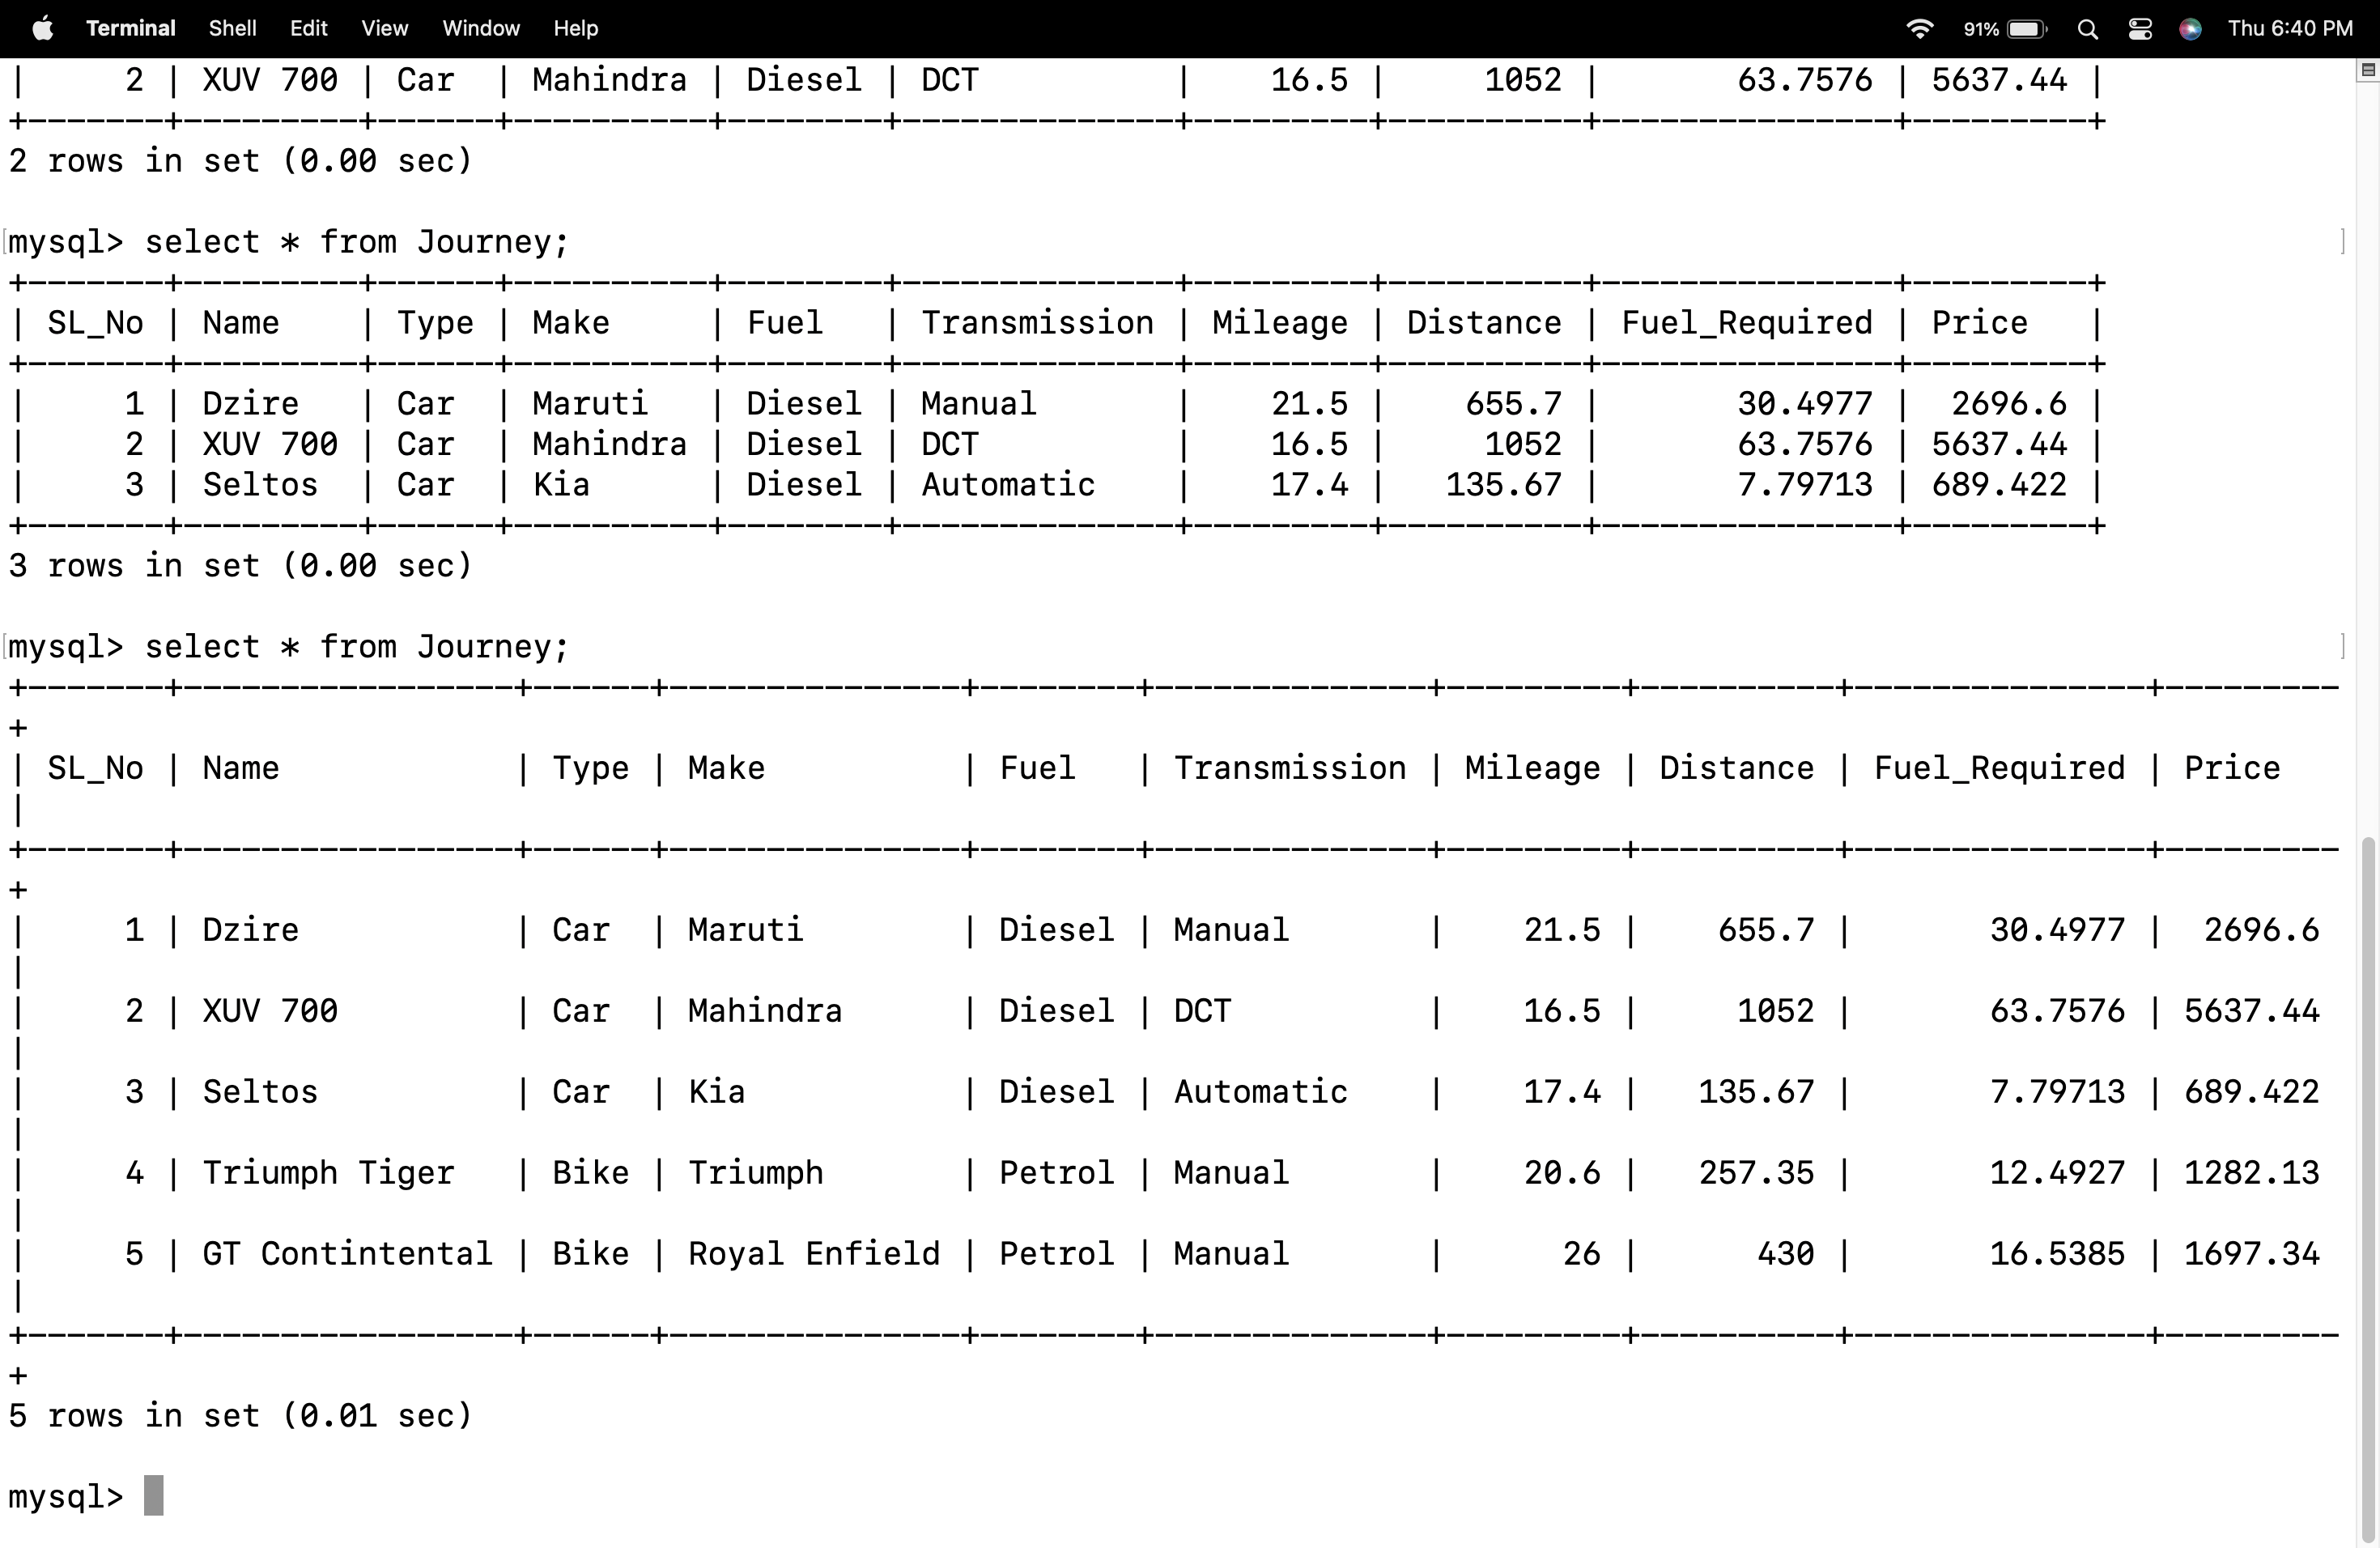 Terminal Shell Edit View Window Help 91% Thu 6:40 PM
|     2 | XUV 700 | Car  | Mahindra | Diesel | DCT          |    16.5 |     1052 |       63.7576 | 5637.44 |
+-------+---------+------+----------+--------+--------------+---------+----------+---------------+---------+
2 rows in set (0.00 sec)
[mysql> select * from Journey; ]
+-------+---------+------+----------+--------+--------------+---------+----------+---------------+---------+
| SL_No | Name    | Type | Make     | Fuel   | Transmission | Mileage | Distance | Fuel_Required | Price   |
+-------+---------+------+----------+--------+--------------+---------+----------+---------------+---------+
|     1 | Dzire   | Car  | Maruti   | Diesel | Manual       |    21.5 |    655.7 |       30.4977 |  2696.6 |
|     2 | XUV 700 | Car  | Mahindra | Diesel | DCT          |    16.5 |     1052 |       63.7576 | 5637.44 |
|     3 | Seltos  | Car  | Kia      | Diesel | Automatic    |    17.4 |   135.67 |       7.79713 | 689.422 |
+-------+---------+------+----------+--------+--------------+---------+----------+---------------+---------+
3 rows in set (0.00 sec)
[mysql> select * from Journey; ]
+-------+-----------------+------+---------------+--------+--------------+---------+----------+---------------+---------
+
| SL_No | Name            | Type | Make          | Fuel   | Transmission | Mileage | Distance | Fuel_Required | Price
|
+-------+-----------------+------+---------------+--------+--------------+---------+----------+---------------+---------
+
|     1 | Dzire           | Car  | Maruti        | Diesel | Manual       |    21.5 |    655.7 |       30.4977 |  2696.6
|
|     2 | XUV 700         | Car  | Mahindra      | Diesel | DCT          |    16.5 |     1052 |       63.7576 | 5637.44
|
|     3 | Seltos          | Car  | Kia           | Diesel | Automatic    |    17.4 |   135.67 |       7.79713 | 689.422
|
|     4 | Triumph Tiger   | Bike | Triumph       | Petrol | Manual       |    20.6 |   257.35 |       12.4927 | 1282.13
|
|     5 | GT Contintental | Bike | Royal Enfield | Petrol | Manual       |      26 |      430 |       16.5385 | 1697.34
|
+-------+-----------------+------+---------------+--------+--------------+---------+----------+---------------+---------
+
5 rows in set (0.01 sec)
mysql>